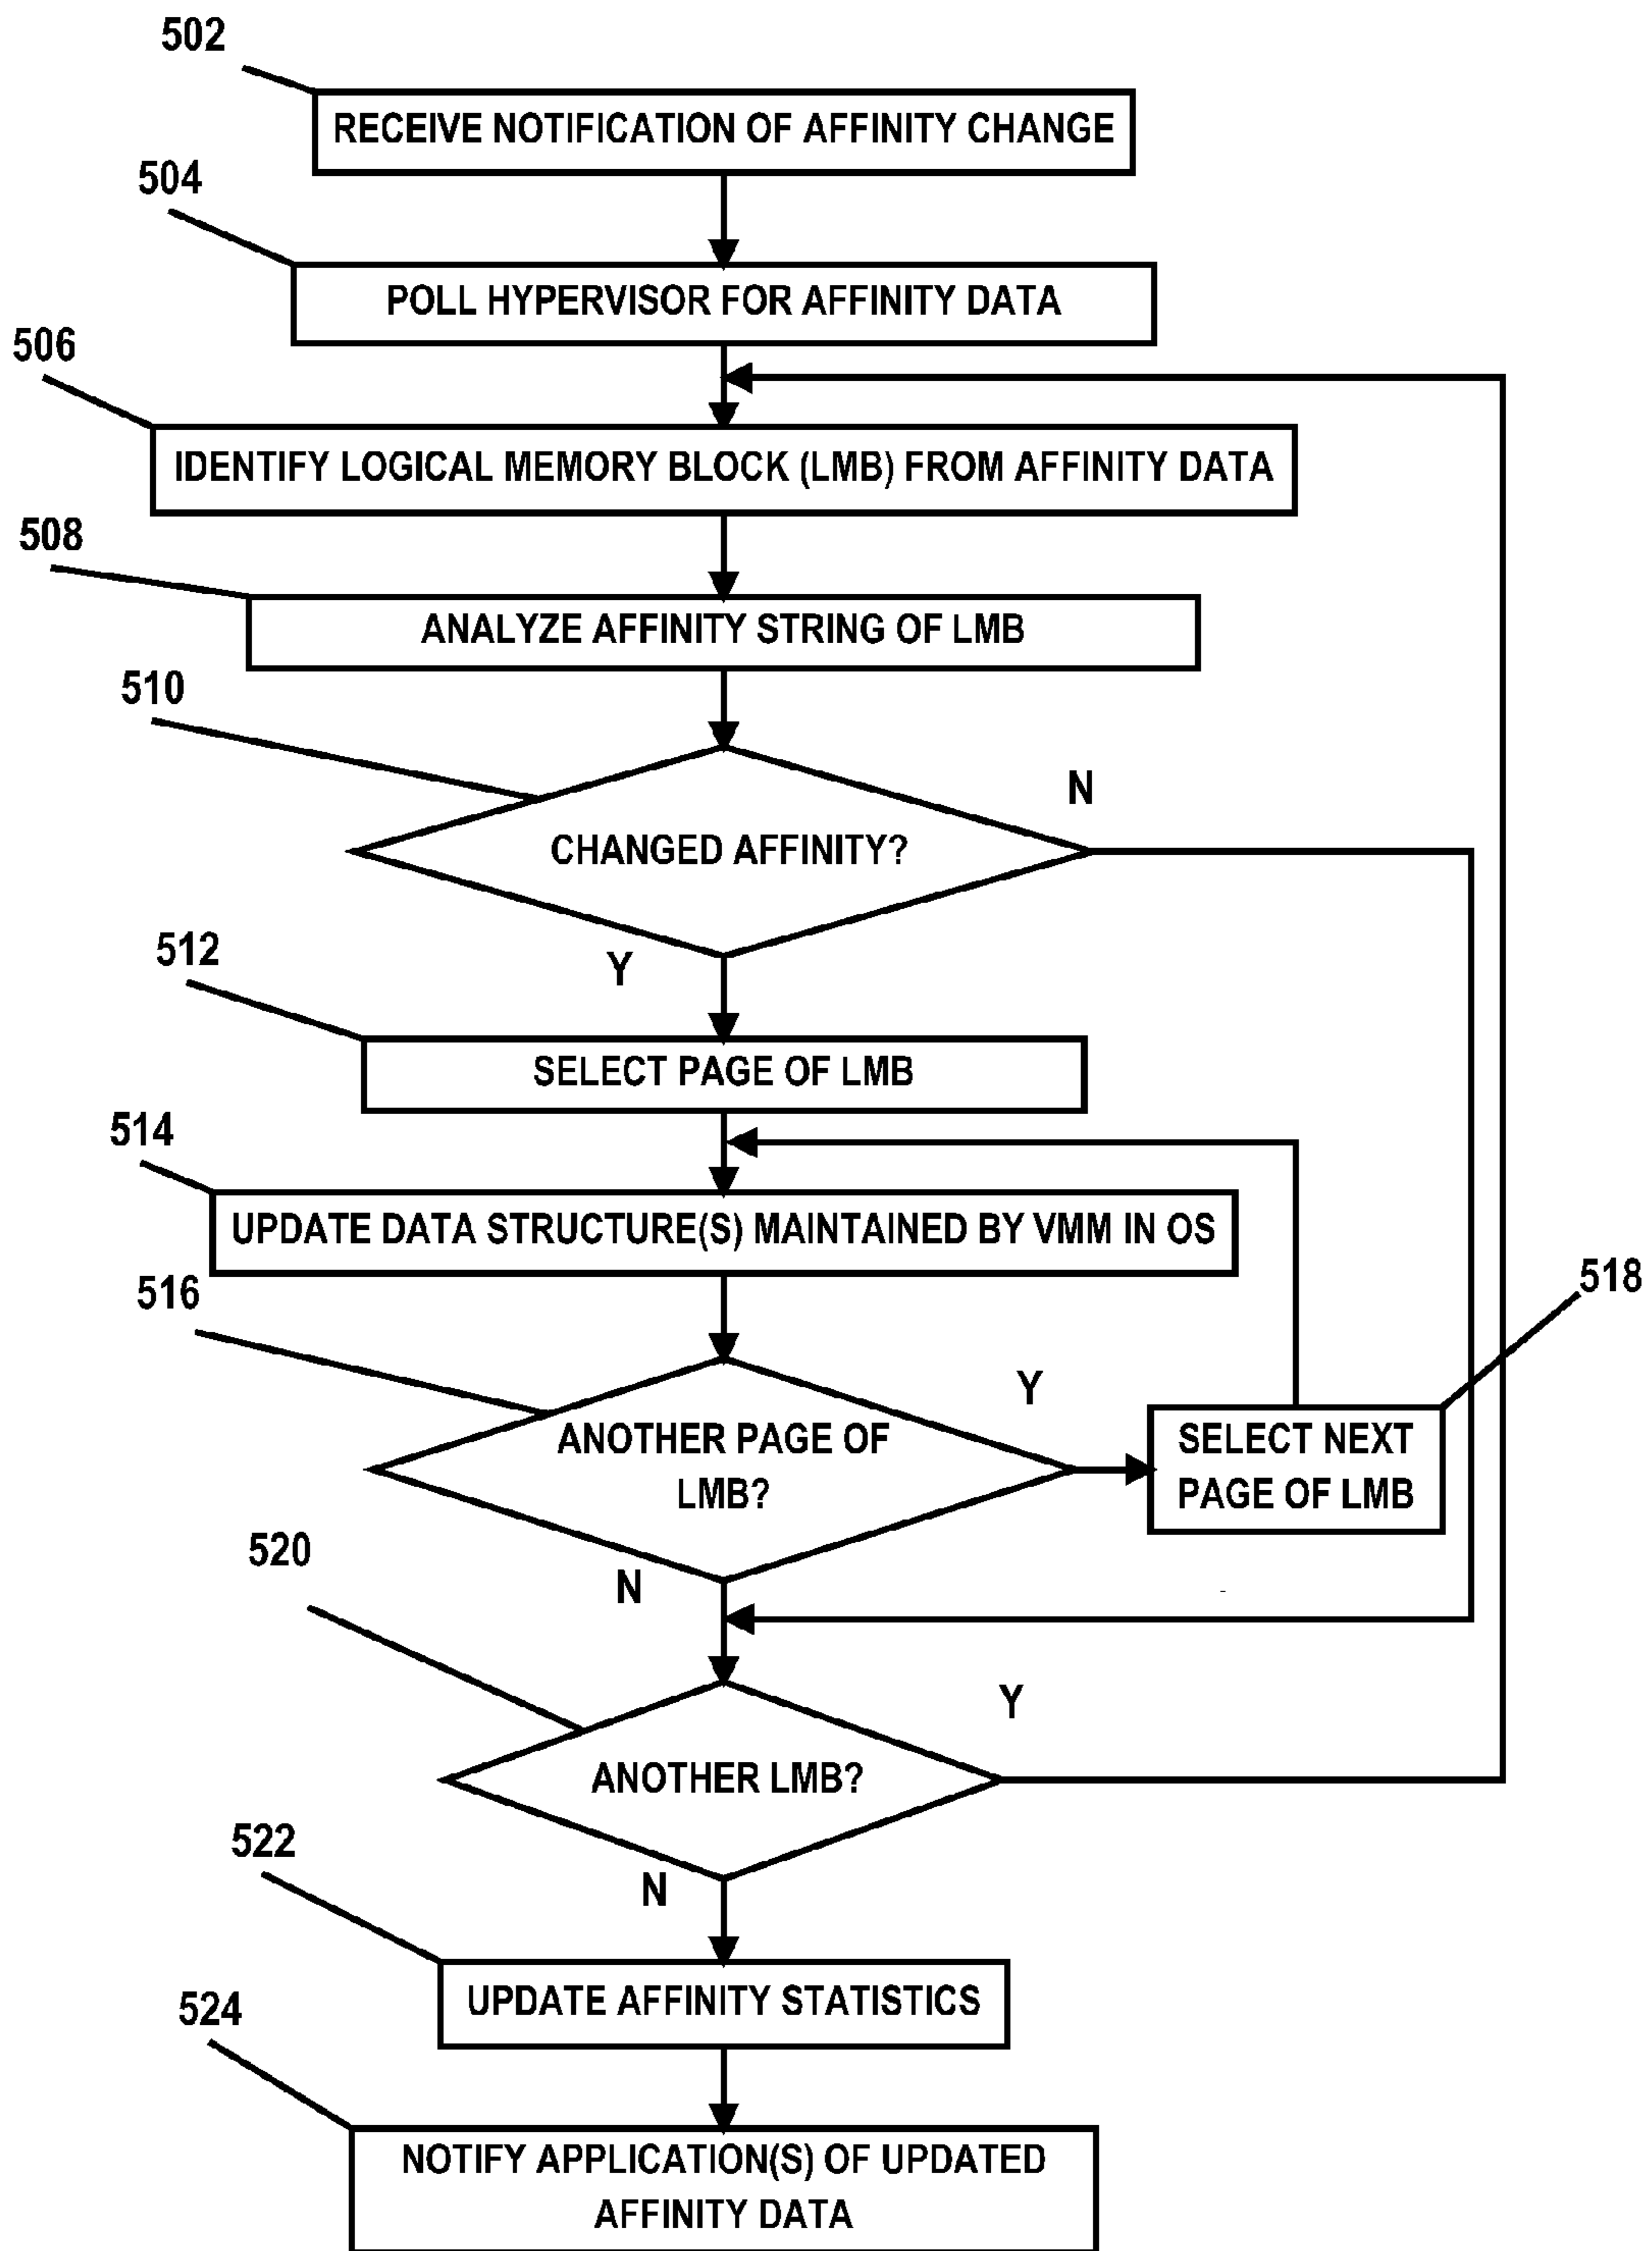 502
RECEIVE NOTIFICATION OF AFFINITY CHANGE
504
POLL HYPERVISOR FOR AFFINITY DATA
506
IDENTIFY LOGICAL MEMORY BLOCK (LMB) FROM AFFINITY DATA
508
ANALYZE AFFINITY STRING OF LMB
510
N
CHANGED AFFINITY?
Y
512
SELECT PAGE OF LMB
514
UPDATE DATA STRUCTURE(S) MAINTAINED BY VMM IN OS
516
518
Y
ANOTHER PAGE OF
LMB?
SELECT NEXT
PAGE OF LMB
N
520
Y
ANOTHER LMB?
522
N
UPDATE AFFINITY STATISTICS
524
NOTIFY APPLICATION(S) OF UPDATED
AFFINITY DATA